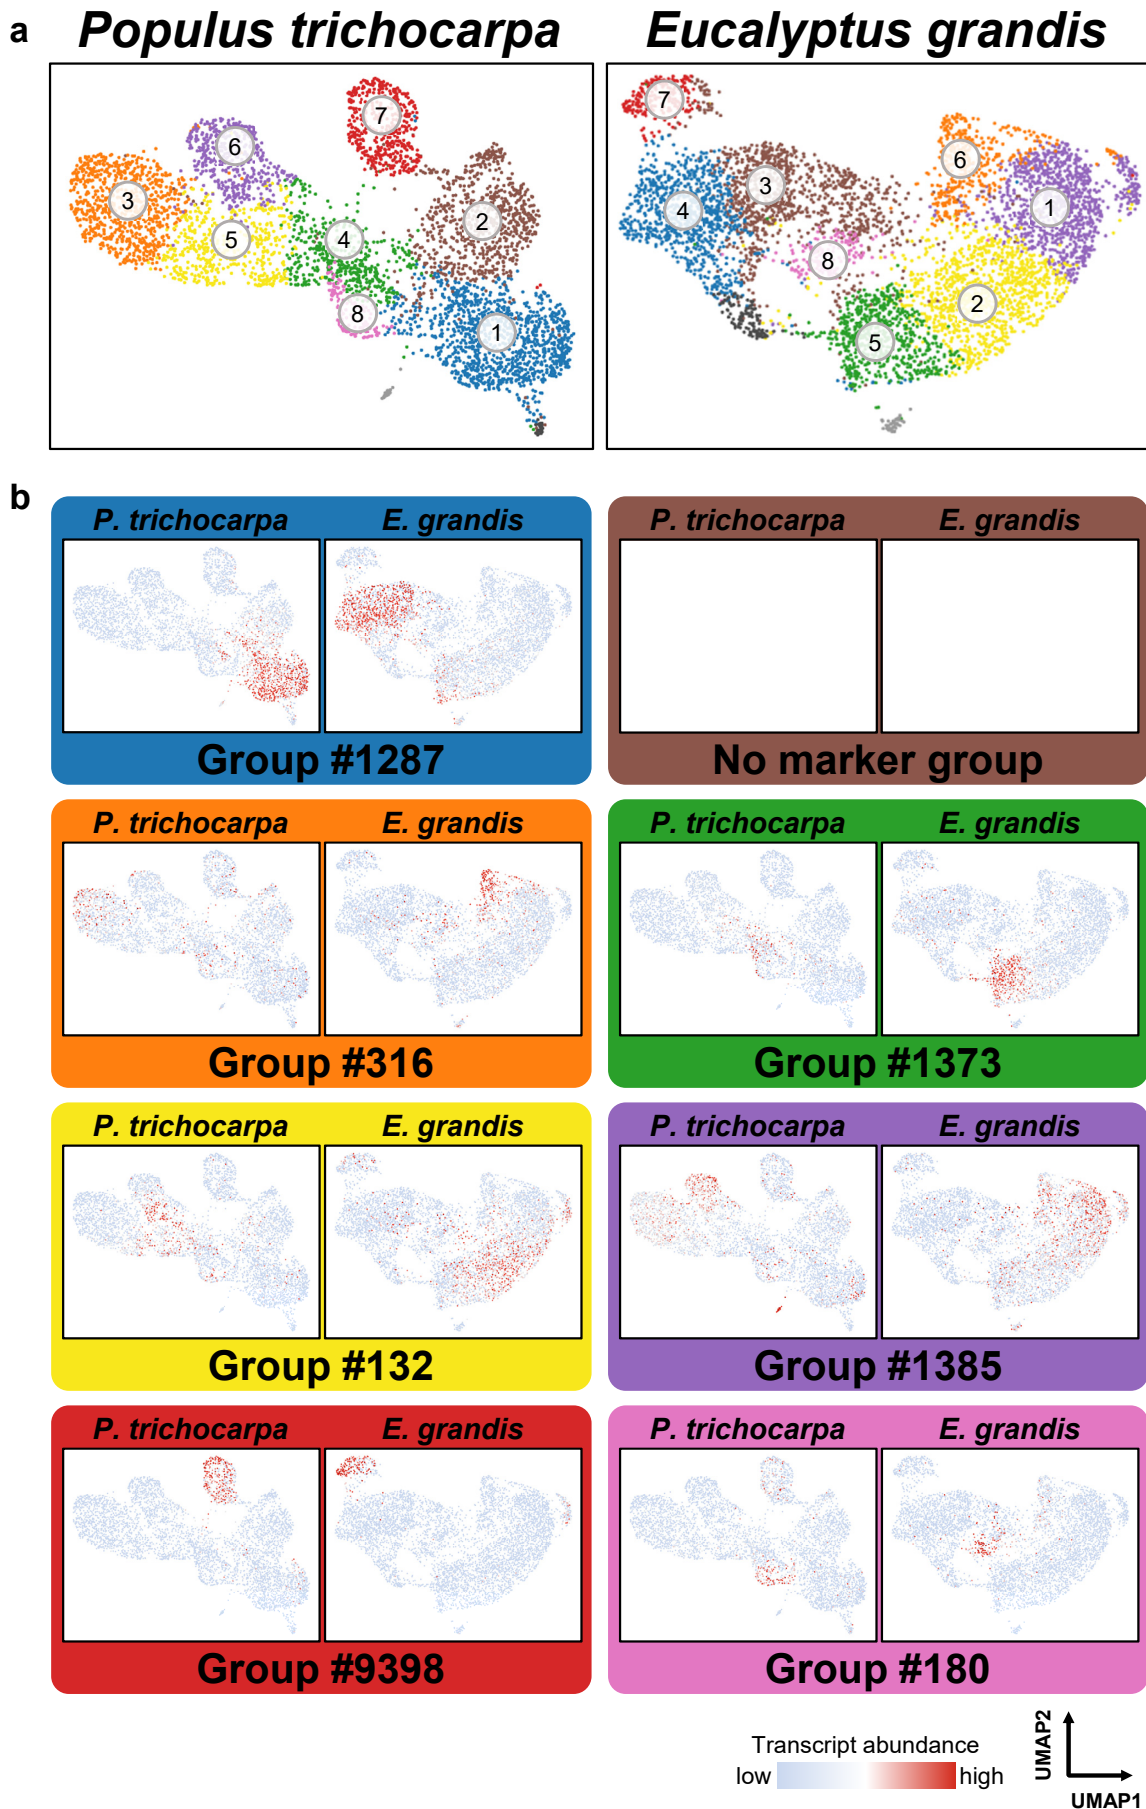 a
Populus trichocarpa
Eucalyptus grandis
7
6
3
5
4
2
8
1
7
6
3
4
1
8
2
5
b
P. trichocarpa
E. grandis
Group #1287
P. trichocarpa
E. grandis
No marker group
P. trichocarpa
E. grandis
Group #316
P. trichocarpa
E. grandis
Group #1373
P. trichocarpa
E. grandis
Group #132
P. trichocarpa
E. grandis
Group #1385
P. trichocarpa
E. grandis
Group #9398
P. trichocarpa
E. grandis
Group #180
Transcript abundance
low
high
UMAP2
UMAP1